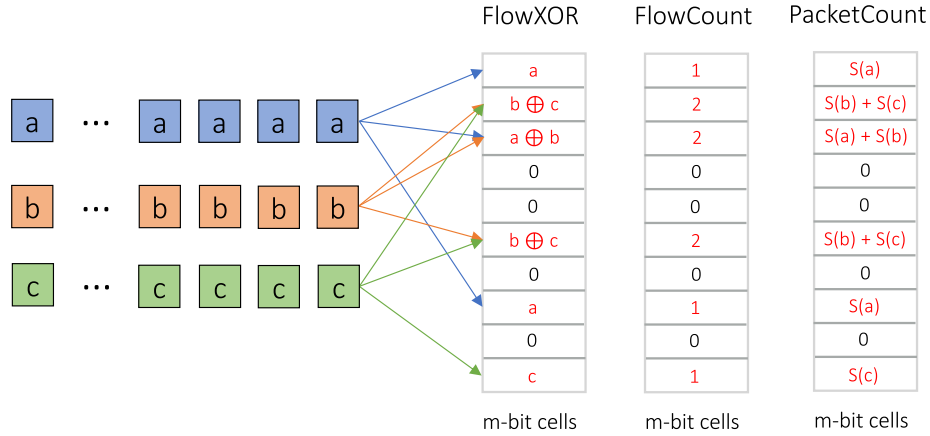 FlowXOR FlowCount PacketCount
a 1 S(a)
b ⊕ c 2 S(b) + S(c)
a ... a a a a a ⊕ b 2 S(a) + S(b)
0 0 0
b ... b b b b 0 0 0
b ⊕ c 2 S(b) + S(c)
c ... c c c c 0 0 0
a 1 S(a)
0 0 0
c 1 S(c)
m-bit cells m-bit cells m-bit cells